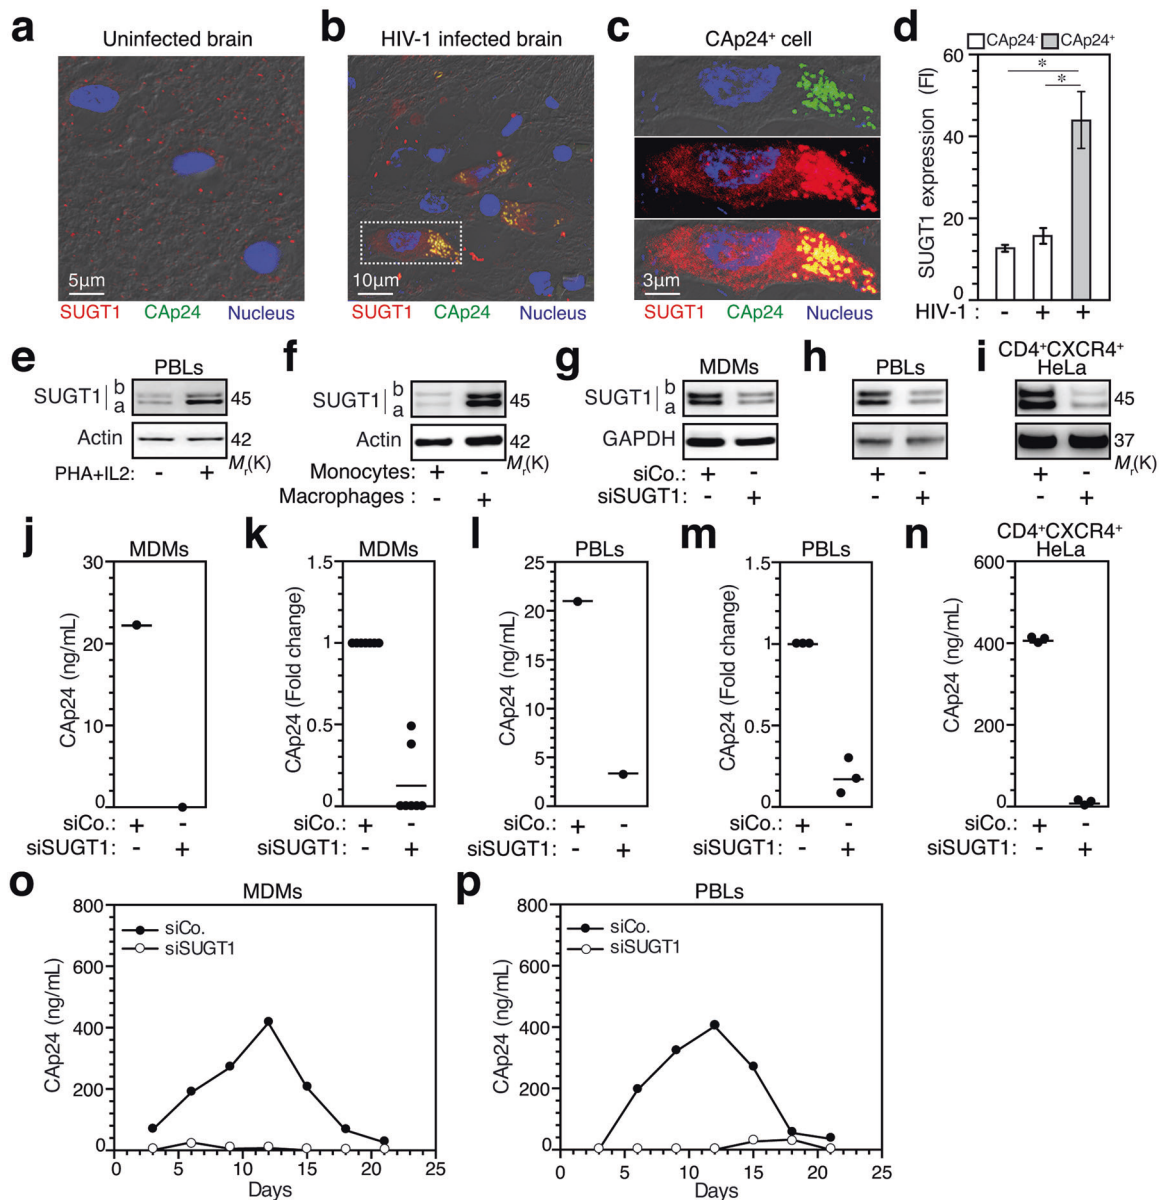 a
Uninfected brain
5µm
SUGT1 CAp24 Nucleus
b
HIV-1 infected brain
10µm
SUGT1 CAp24 Nucleus
c
CAp24⁺ cell
3µm
SUGT1 CAp24 Nucleus
d
CAp24⁻ CAp24⁺
SUGT1 expression (FI)
60
40
20
0
* *
HIV-1 : - + +
e
PBLs
SUGT1 b a
45
Actin
42
PHA+IL2: - +
Mr(K)
f
SUGT1 b a
45
Actin
42
Monocytes: + -
Macrophages : - +
Mr(K)
g
MDMs
SUGT1 b a
GAPDH
siCo.: + -
siSUGT1: - +
h
PBLs
+ -
- +
i
CD4⁺CXCR4⁺
HeLa
45
37
Mr(K)
+ -
- +
j
MDMs
CAp24 (ng/mL)
30
20
10
0
siCo.: + -
siSUGT1: - +
k
MDMs
CAp24 (Fold change)
1.5
1
0.5
0
siCo.: + -
siSUGT1: - +
l
PBLs
CAp24 (ng/mL)
25
20
15
10
5
0
siCo.: + -
siSUGT1: - +
m
PBLs
CAp24 (Fold change)
1.5
1
0.5
0
siCo.: + -
siSUGT1: - +
n
CD4⁺CXCR4⁺
HeLa
CAp24 (ng/mL)
600
400
200
0
siCo.: + -
siSUGT1: - +
o
MDMs
CAp24 (ng/mL)
800
600
400
200
0
siCo.
siSUGT1
0 5 10 15 20 25
Days
p
PBLs
CAp24 (ng/mL)
800
600
400
200
0
siCo.
siSUGT1
0 5 10 15 20 25
Days